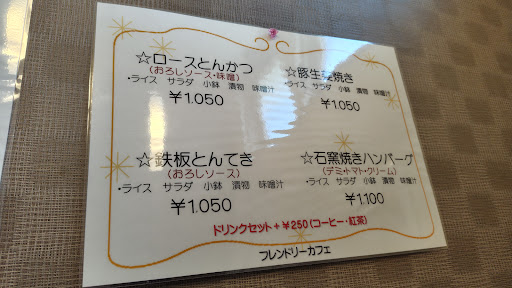 ☆ロースとんかつ
(おろしソース・味噌)
・ライス サラダ 小鉢 漬物 味噌汁
¥1.050
☆豚生姜焼き
・ライス サラダ 小鉢 漬物 味噌汁
¥1.050
☆鉄板とんてき
(おろしソース)
・ライス サラダ 小鉢 漬物 味噌汁
¥1.050
☆石窯焼きハンバーグ
(デミ・トマト・クリーム)
・ライス サラダ 小鉢 漬物 味噌汁
¥1.100
ドリンクセット+¥250(コーヒー・紅茶)
フレンドリーカフェ